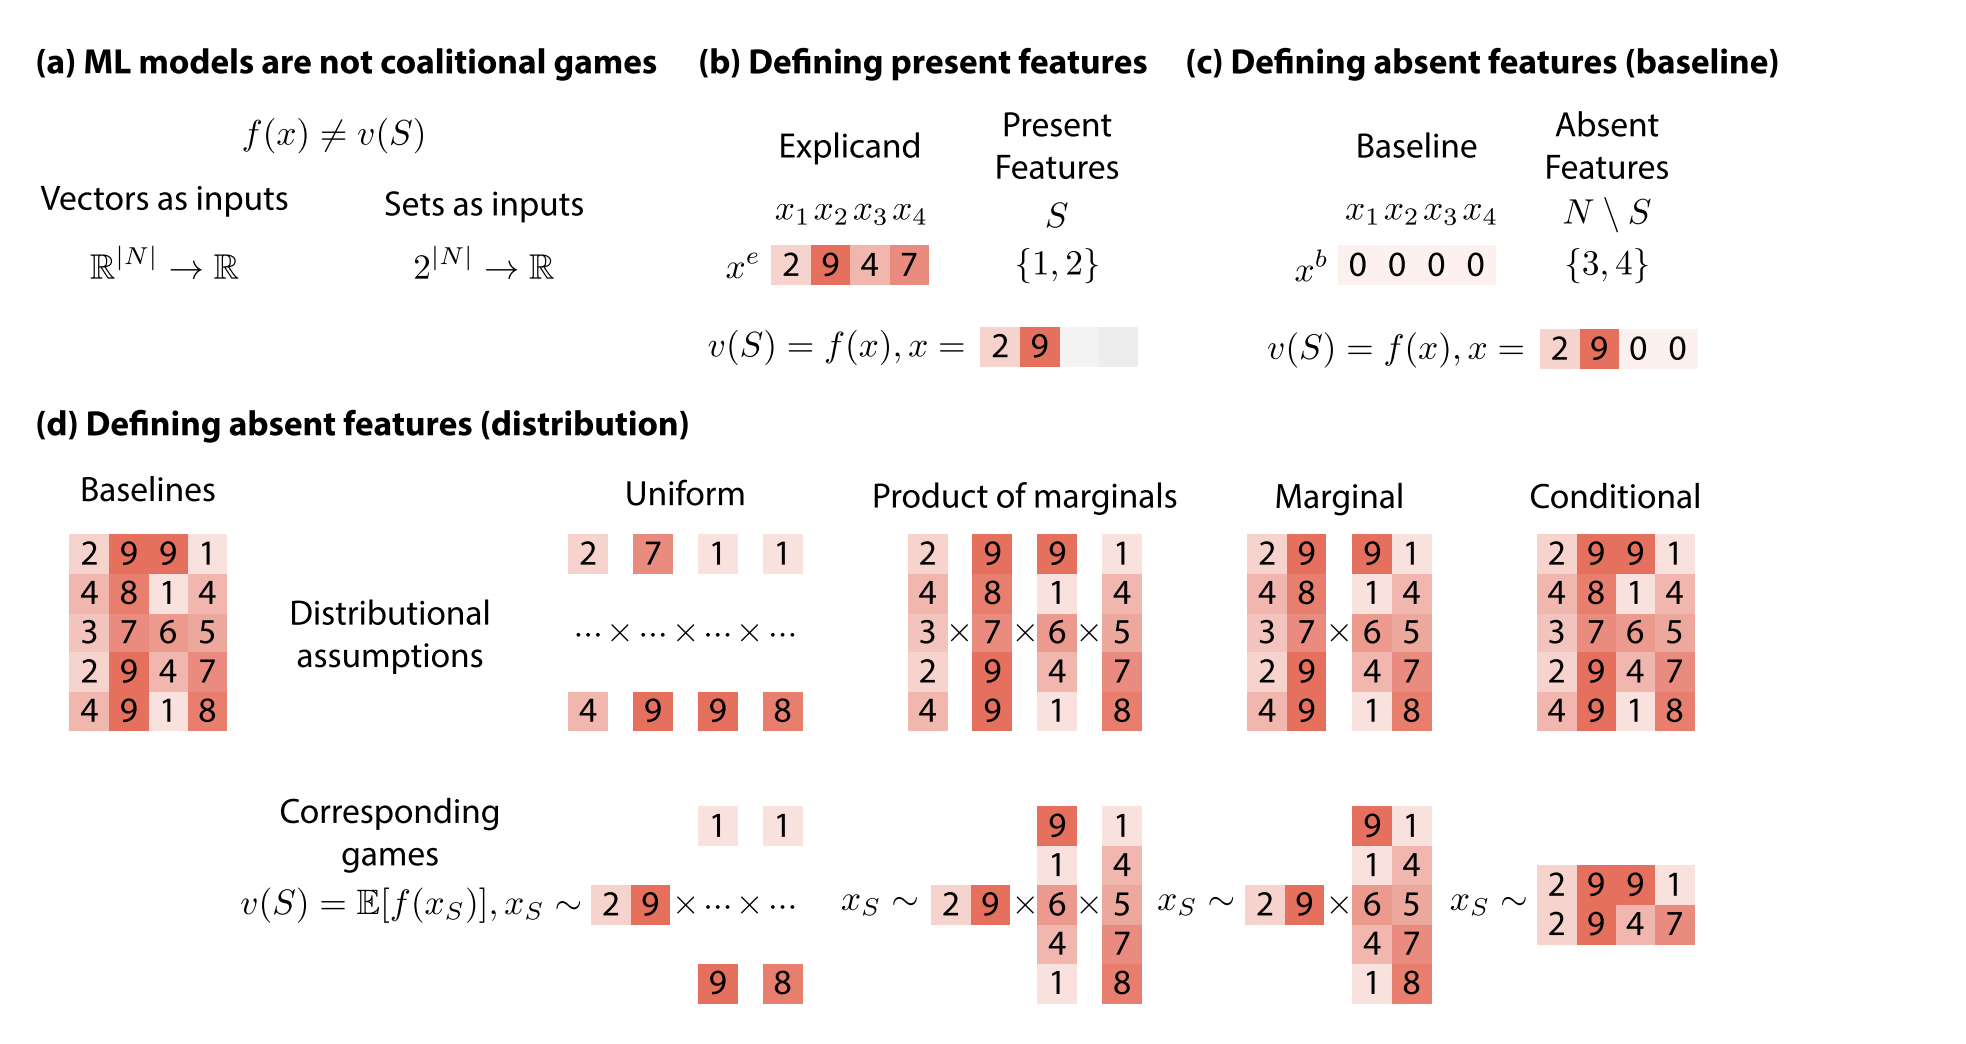 (a) ML models are not coalitional games
f(x) ≠ v(S)
Vectors as inputs
Sets as inputs
ℝ^|N| → ℝ
2^|N| → ℝ
(b) Defining present features
Explicand
Present
Features
x₁ x₂ x₃ x₄
S
xᵉ 2 9 4 7
{1, 2}
v(S) = f(x), x = 2 9
(c) Defining absent features (baseline)
Baseline
Absent
Features
x₁ x₂ x₃ x₄
N \ S
xᵇ 0 0 0 0
{3, 4}
v(S) = f(x), x = 2 9 0 0
(d) Defining absent features (distribution)
Baselines
2 9 9 1
4 8 1 4
3 7 6 5
2 9 4 7
4 9 1 8
Distributional
assumptions
Uniform
2 7 1 1
... × ... × ... × ...
4 9 9 8
Product of marginals
2 9 9 1
4 8 1 4
3 × 7 × 6 × 5
2 9 4 7
4 9 1 8
Marginal
2 9 9 1
4 8 1 4
3 7 × 6 5
2 9 4 7
4 9 1 8
Conditional
2 9 9 1
4 8 1 4
3 7 6 5
2 9 4 7
4 9 1 8
Corresponding
games
1 1
v(S) = 𝔼[f(x_S)], x_S ∼ 2 9 × ... × ...
9 8
9 1
1 4
x_S ∼ 2 9 × 6 × 5
4 7
1 8
9 1
1 4
x_S ∼ 2 9 × 6 5
4 7
1 8
x_S ∼
2 9 9 1
2 9 4 7